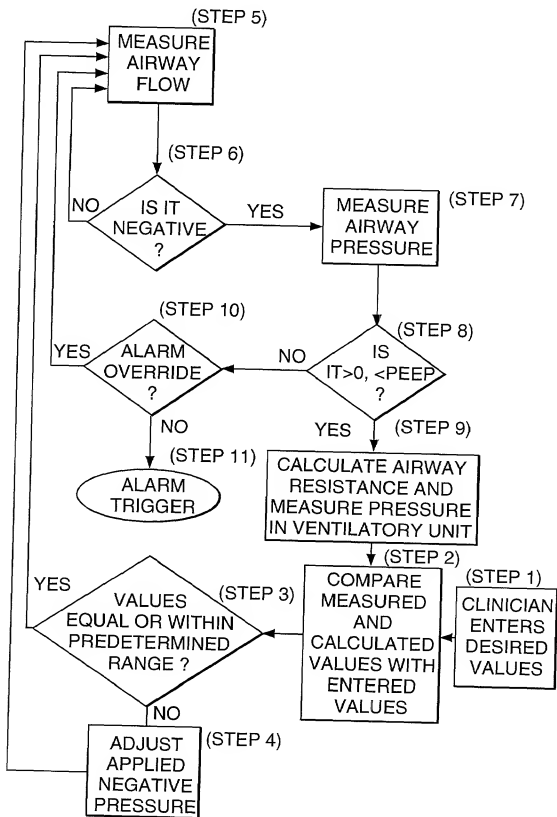 (STEP 5)
MEASURE
AIRWAY
FLOW
(STEP 6)
NO
IS IT
NEGATIVE
?
YES
MEASURE
AIRWAY
PRESSURE
(STEP 7)
(STEP 10)
YES
ALARM
OVERRIDE
?
NO
(STEP 8)
IS
IT>0, <PEEP
?
NO
YES
(STEP 9)
(STEP 11)
ALARM
TRIGGER
CALCULATE AIRWAY
RESISTANCE AND
MEASURE PRESSURE
IN VENTILATORY UNIT
(STEP 2)
(STEP 1)
YES
VALUES
EQUAL OR WITHIN
PREDETERMINED
RANGE ?
(STEP 3)
COMPARE
MEASURED
AND
CALCULATED
VALUES WITH
ENTERED
VALUES
CLINICIAN
ENTERS
DESIRED
VALUES
NO
ADJUST
APPLIED
NEGATIVE
PRESSURE
(STEP 4)